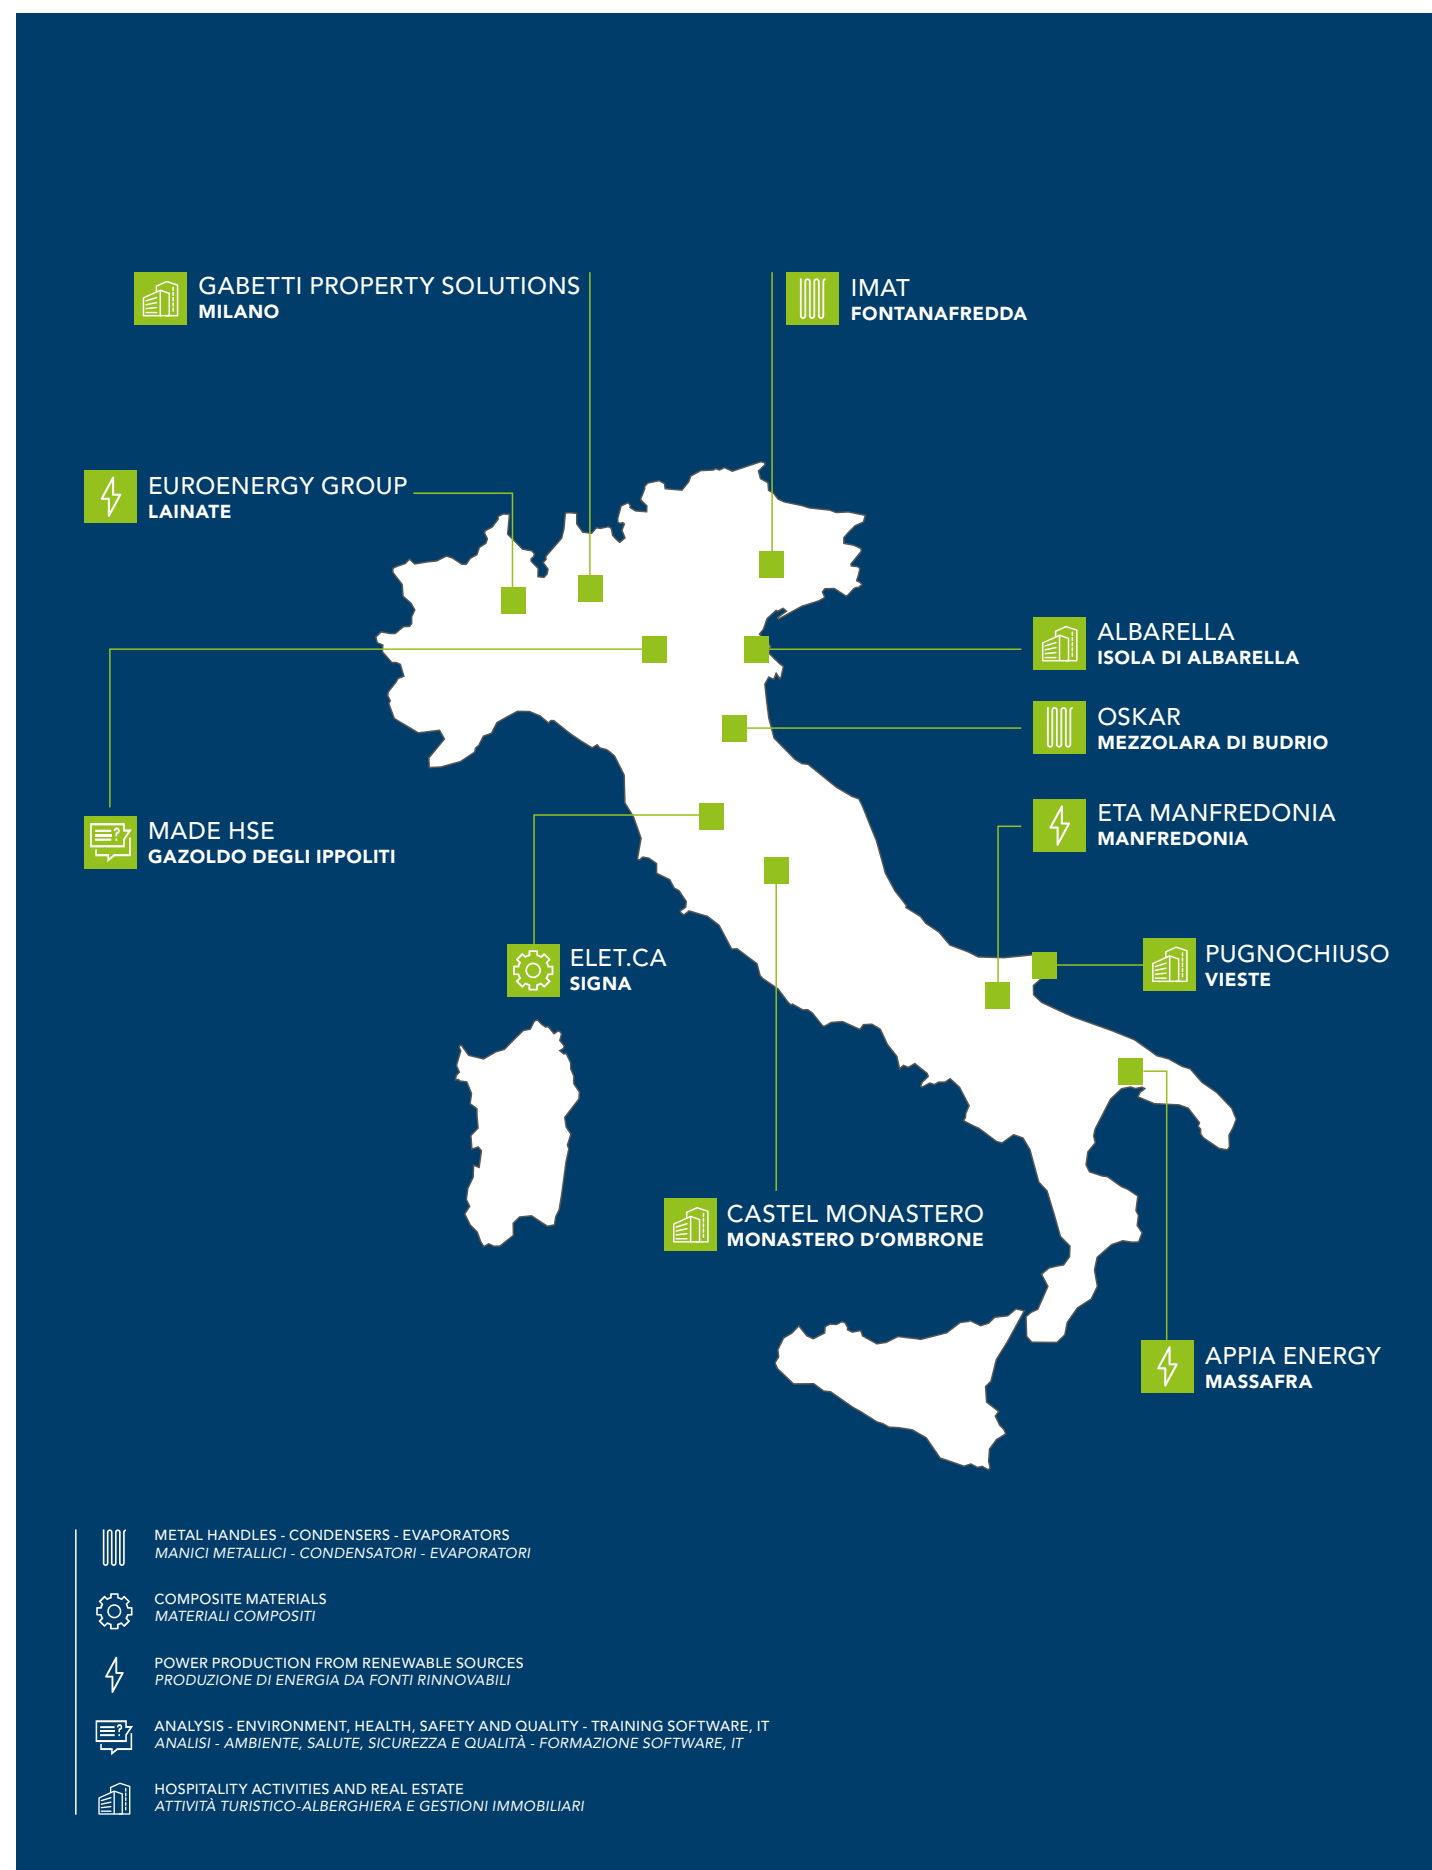 GABETTI PROPERTY SOLUTIONS
MILANO
IMAT
FONTANAFREDDA
EUROENERGY GROUP
LAINATE
ALBARELLA
ISOLA DI ALBARELLA
OSKAR
MEZZOLARA DI BUDRIO
MADE HSE
GAZOLDO DEGLI IPPOLITI
ETA MANFREDONIA
MANFREDONIA
ELET.CA
SIGNA
PUGNOCHIUSO
VIESTE
CASTEL MONASTERO
MONASTERO D’OMBRONE
APPIA ENERGY
MASSAFRA
METAL HANDLES - CONDENSERS - EVAPORATORS
MANICI METALLICI - CONDENSATORI - EVAPORATORI
COMPOSITE MATERIALS
MATERIALI COMPOSITI
POWER PRODUCTION FROM RENEWABLE SOURCES
PRODUZIONE DI ENERGIA DA FONTI RINNOVABILI
ANALYSIS - ENVIRONMENT, HEALTH, SAFETY AND QUALITY - TRAINING SOFTWARE, IT
ANALISI - AMBIENTE, SALUTE, SICUREZZA E QUALITÀ - FORMAZIONE SOFTWARE, IT
HOSPITALITY ACTIVITIES AND REAL ESTATE
ATTIVITÀ TURISTICO-ALBERGHIERA E GESTIONI IMMOBILIARI